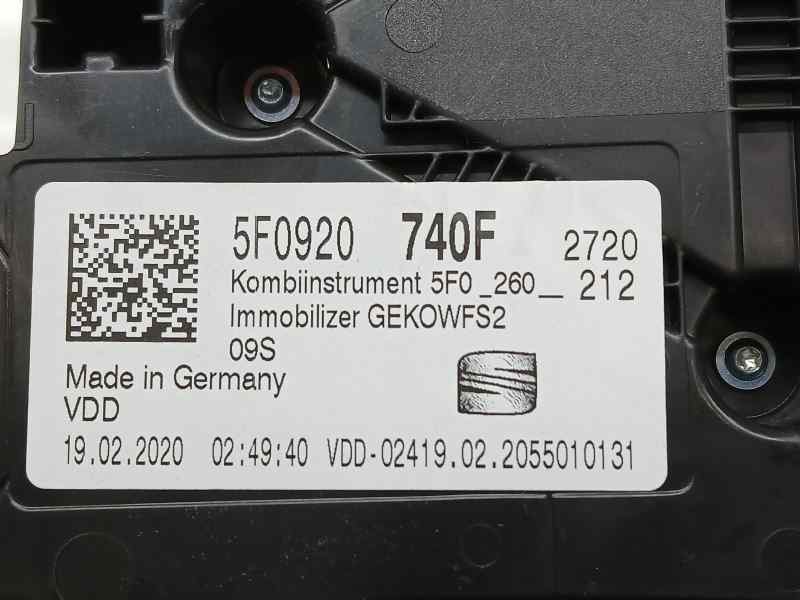 5F0920 740F 2720
Kombiinstrument 5F0 _260__ 212
Immobilizer GEKOWFS2
09S
Made in Germany
VDD
19.02.2020 02:49:40 VDD-02419.02.2055010131